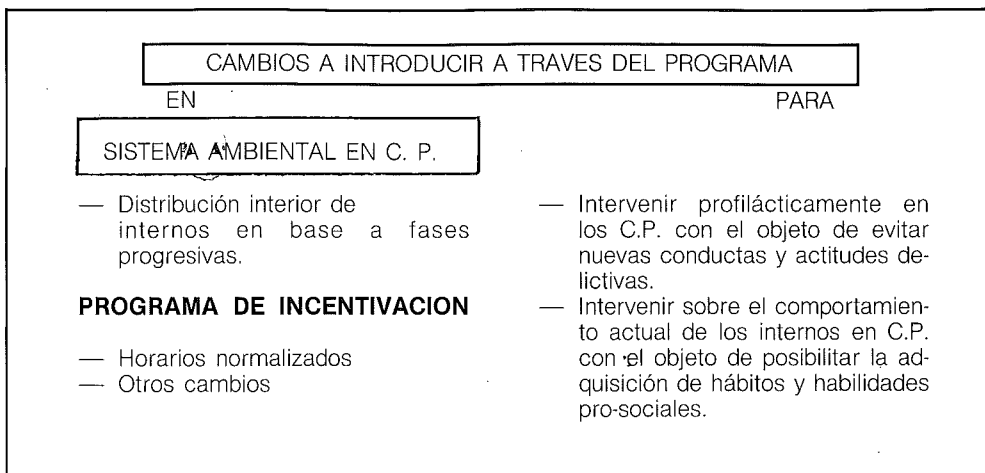 CAMBIOS A INTRODUCIR A TRAVES DEL PROGRAMA
EN
PARA
SISTEMA AMBIENTAL EN C. P.
— Distribución interior de
internos en base a fases
progresivas.
PROGRAMA DE INCENTIVACION
— Horarios normalizados
— Otros cambios
— Intervenir profilácticamente en
los C.P. con el objeto de evitar
nuevas conductas y actitudes de-
lictivas.
— Intervenir sobre el comportamien-
to actual de los internos en C.P.
con el objeto de posibilitar la ad-
quisición de hábitos y habilidades
pro-sociales.